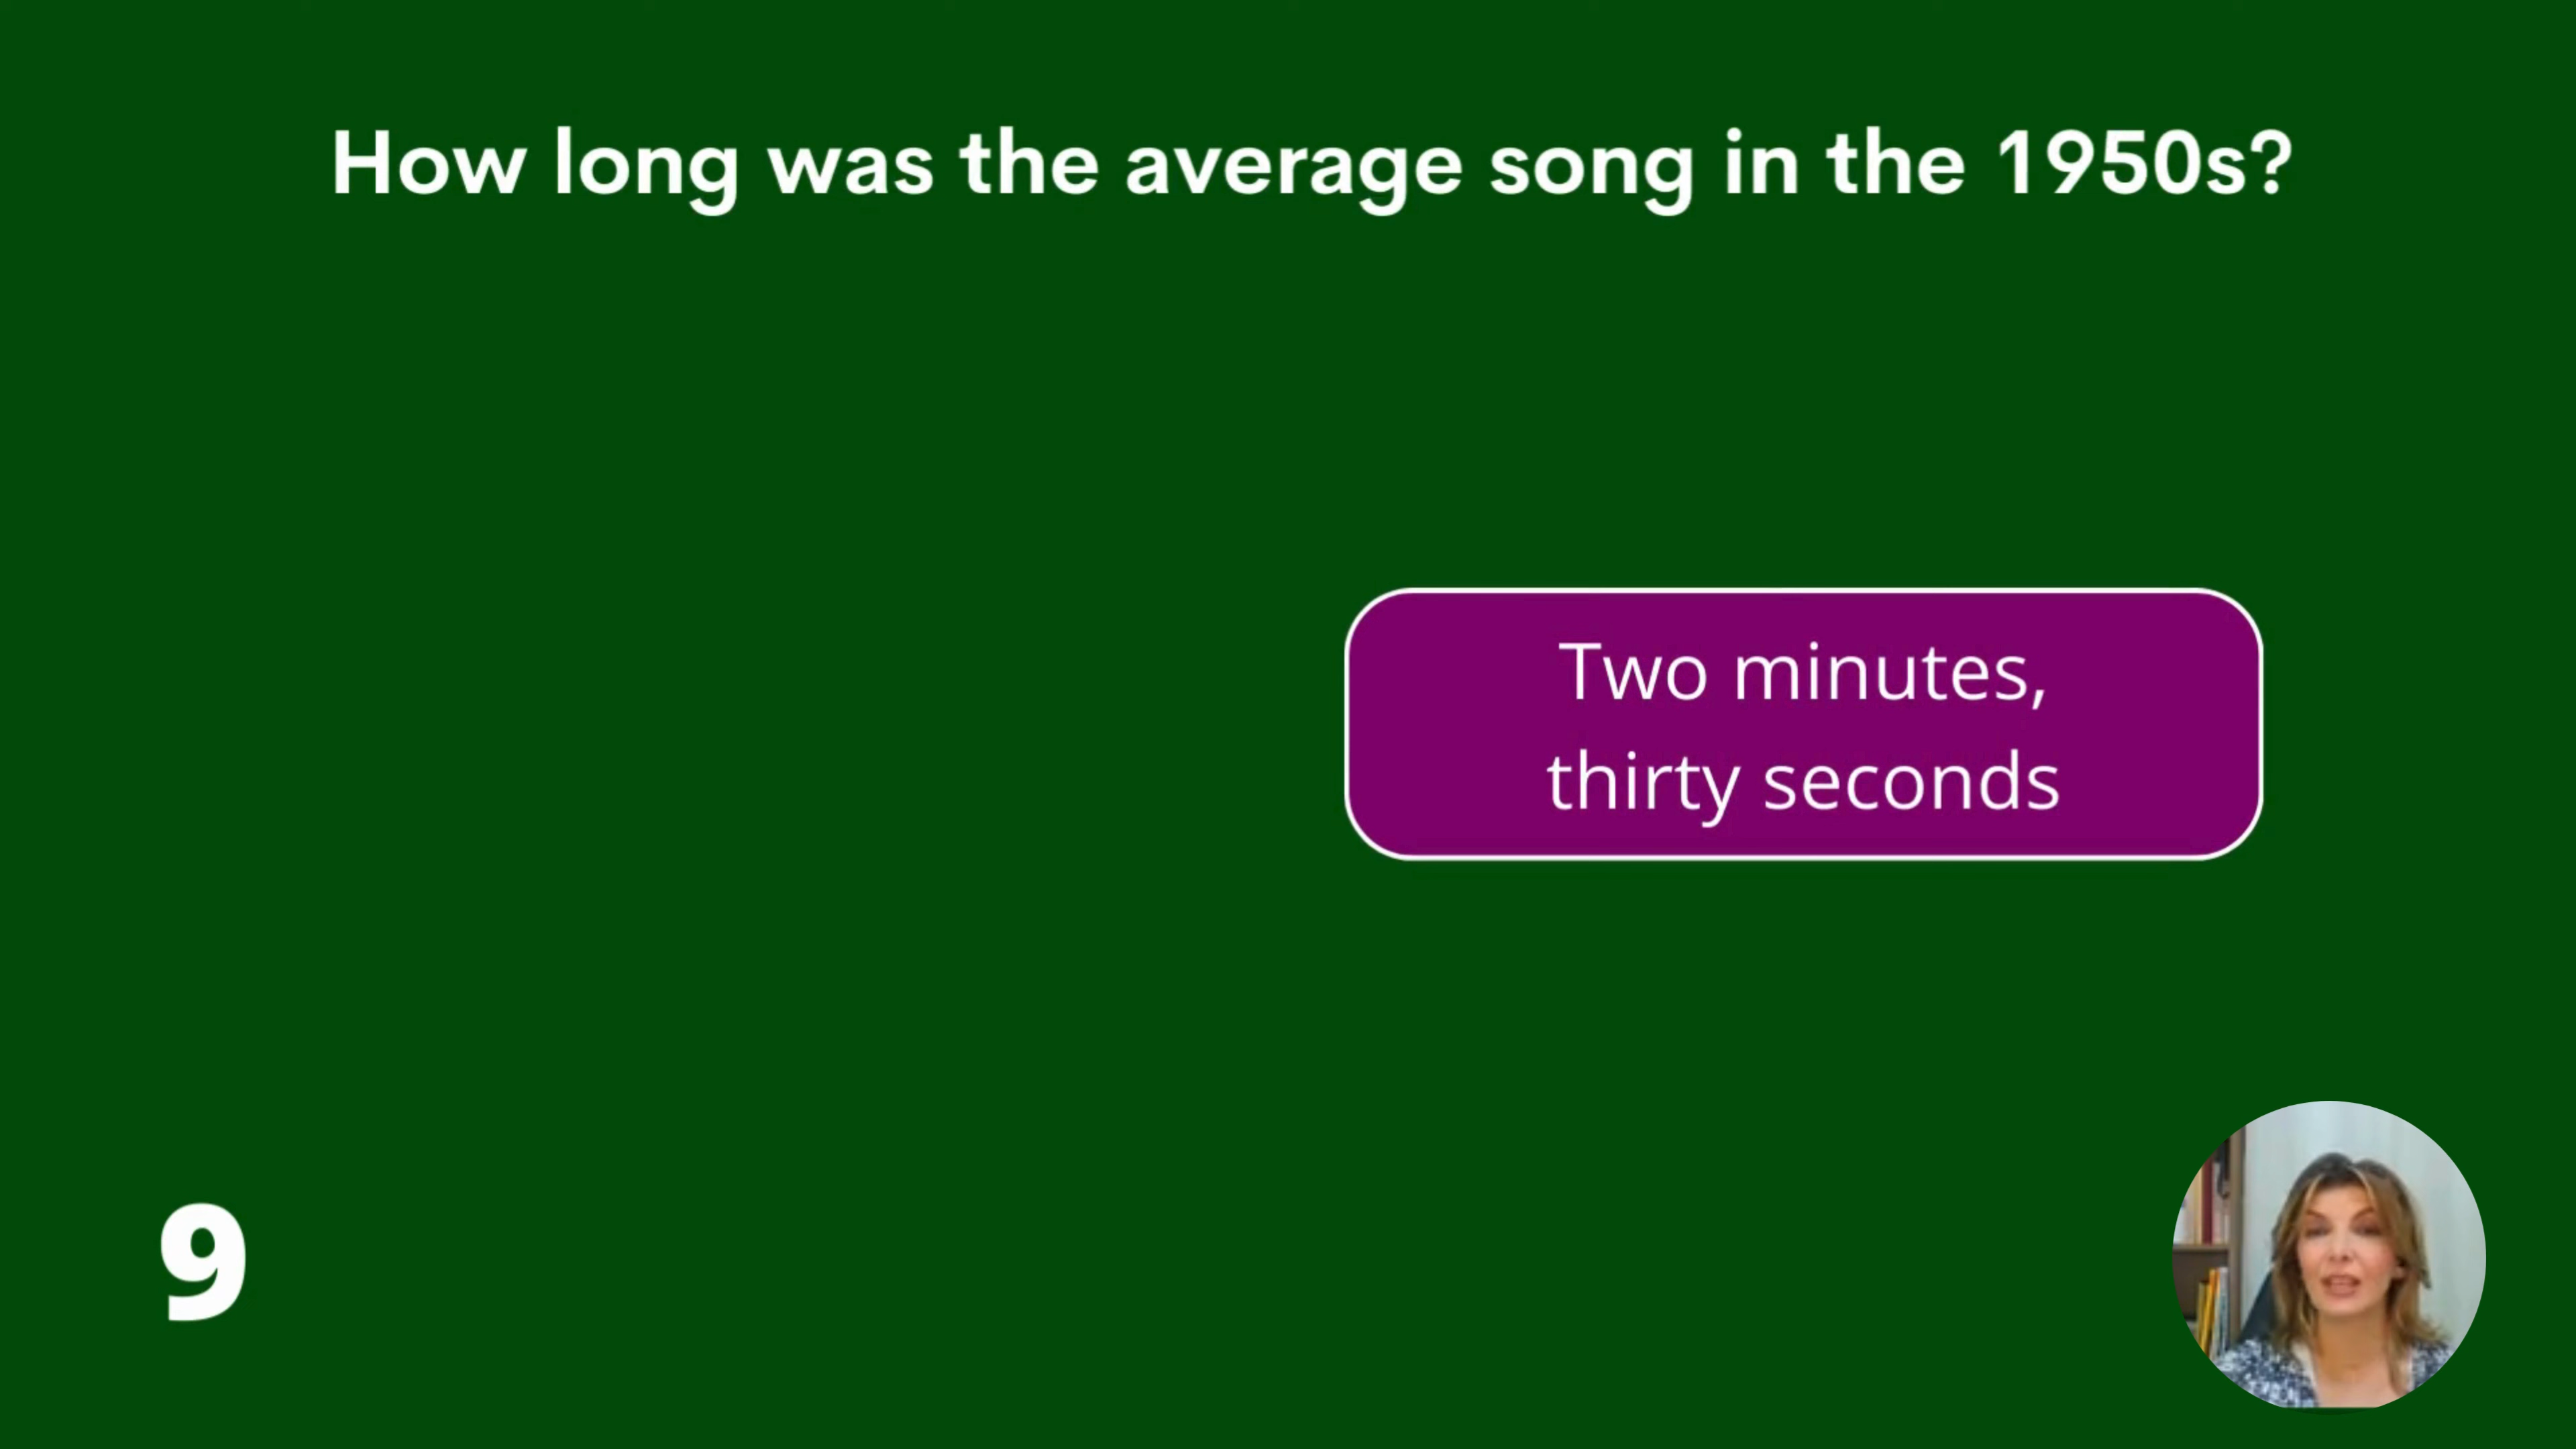 How long was the average song in the 1950s?
Two minutes,
thirty seconds
9